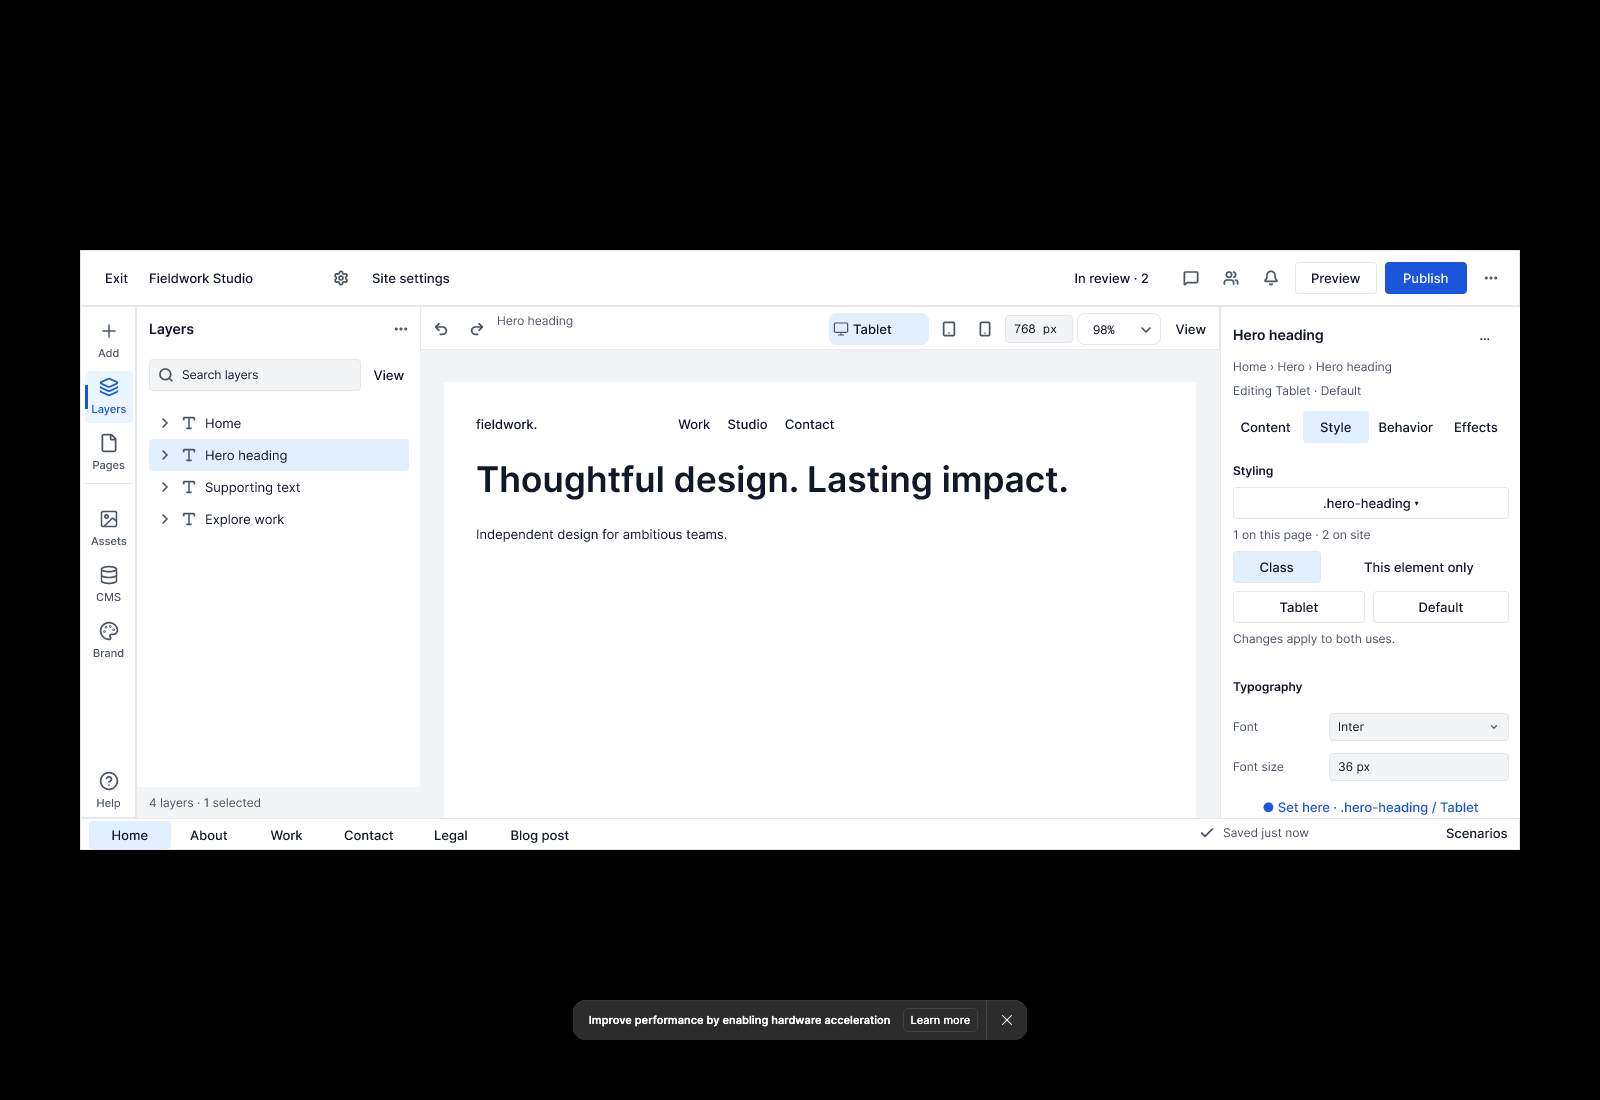 Exit Fieldwork Studio Site settings In review · 2 Preview Publish
Add
Layers
Pages
Assets
CMS
Brand
Help
Layers
Search layers View
Home
Hero heading
Supporting text
Explore work
4 layers · 1 selected
Hero heading Tablet 768 px 98% View
fieldwork. Work Studio Contact
Thoughtful design. Lasting impact.
Independent design for ambitious teams.
Hero heading
Home › Hero › Hero heading
Editing Tablet · Default
Content Style Behavior Effects
Styling
.hero-heading
1 on this page · 2 on site
Class This element only
Tablet Default
Changes apply to both uses.
Typography
Font Inter
Font size 36 px
Set here · .hero-heading / Tablet
Home About Work Contact Legal Blog post Saved just now Scenarios
Improve performance by enabling hardware acceleration Learn more